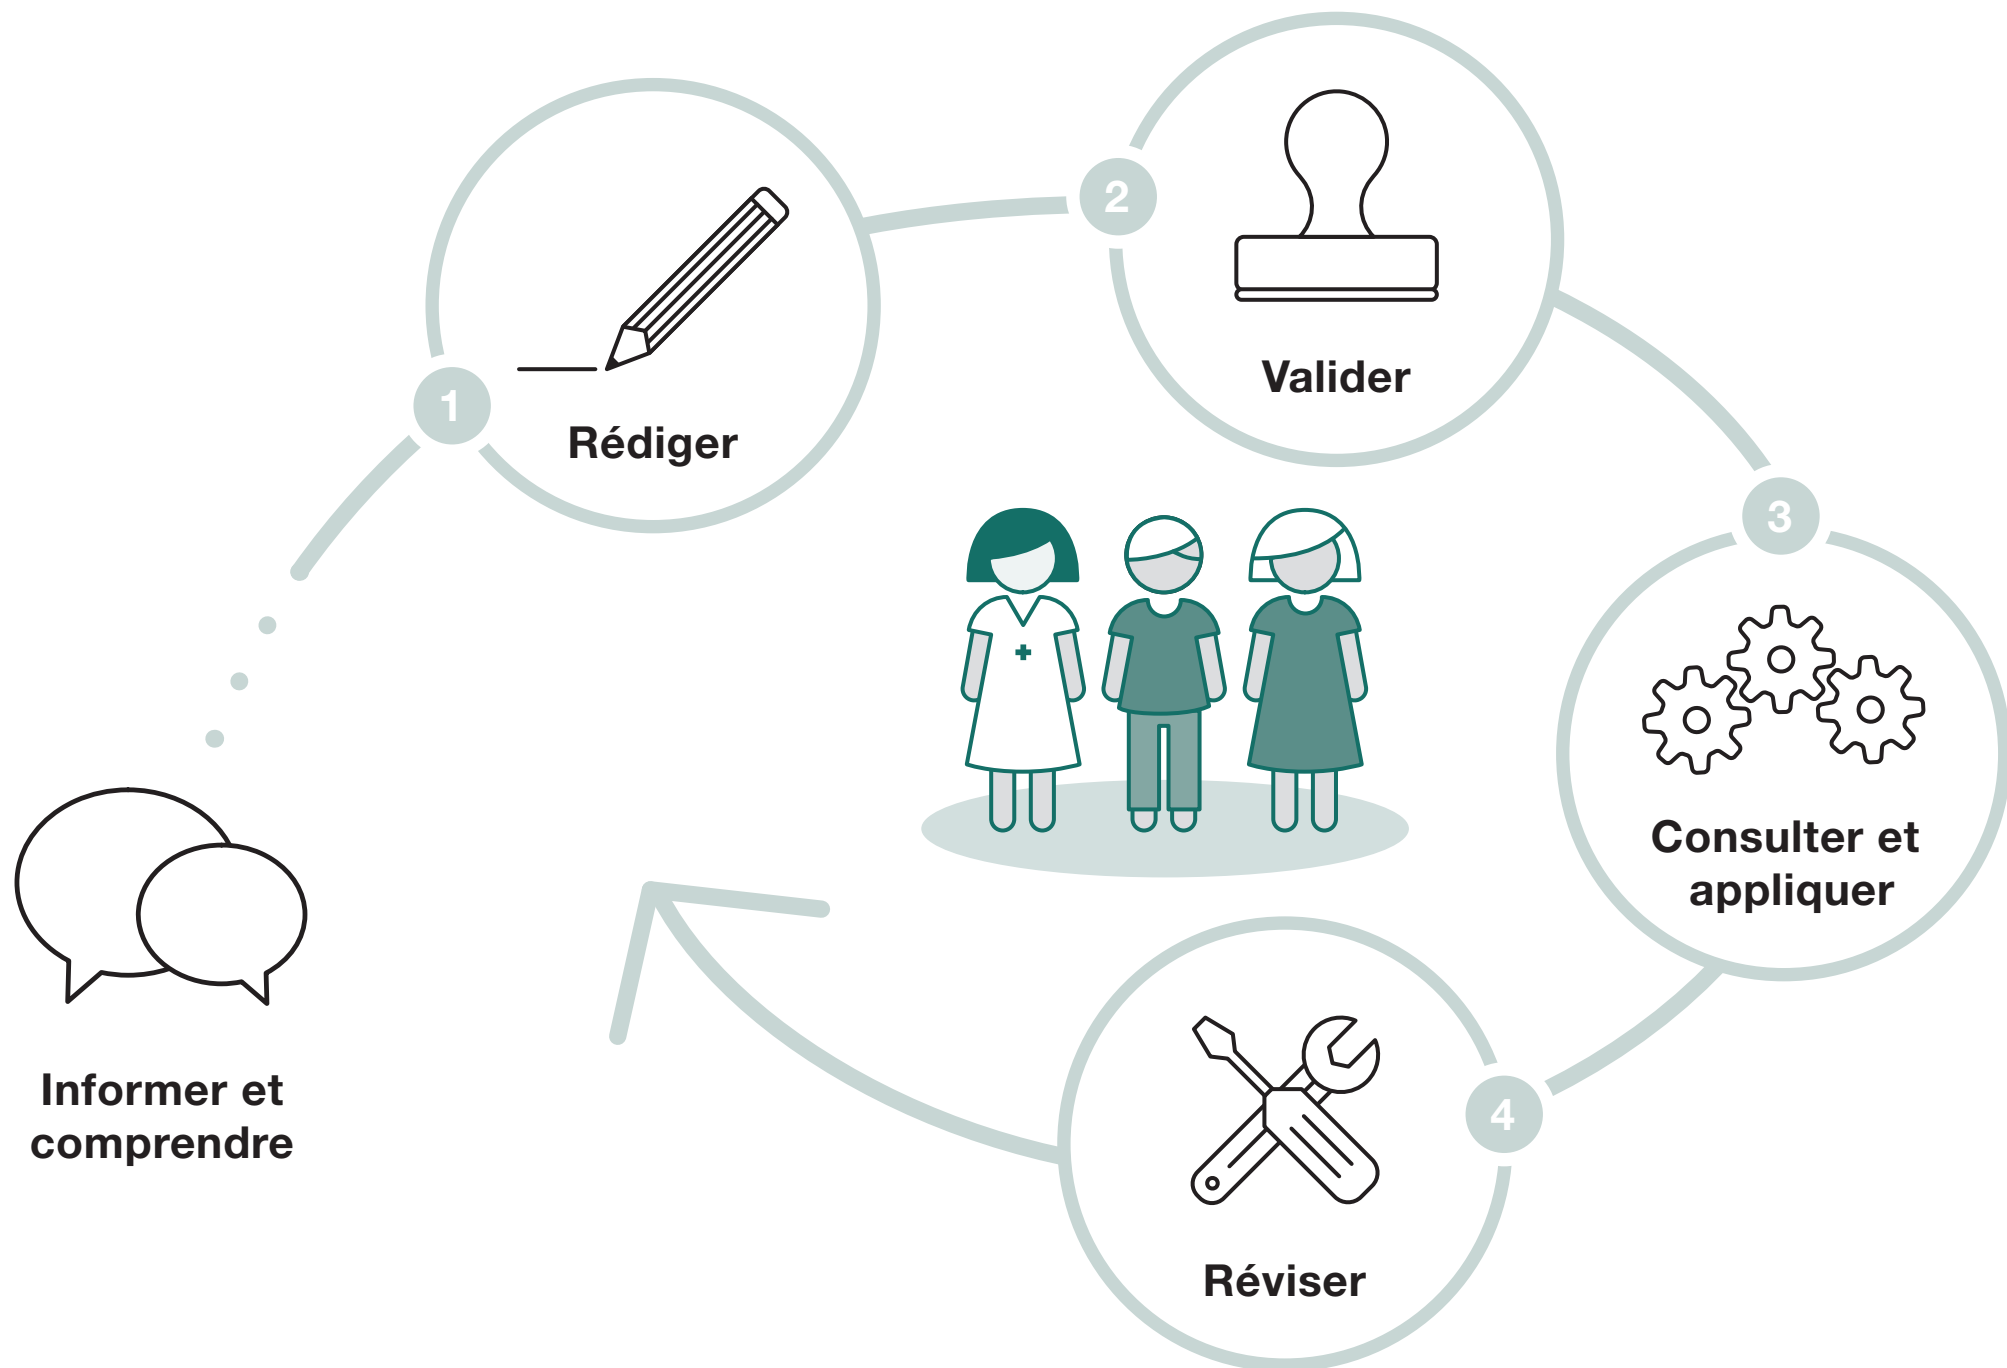 1
Rédiger
2
Valider
3
Consulter et
appliquer
4
Réviser
Informer et
comprendre